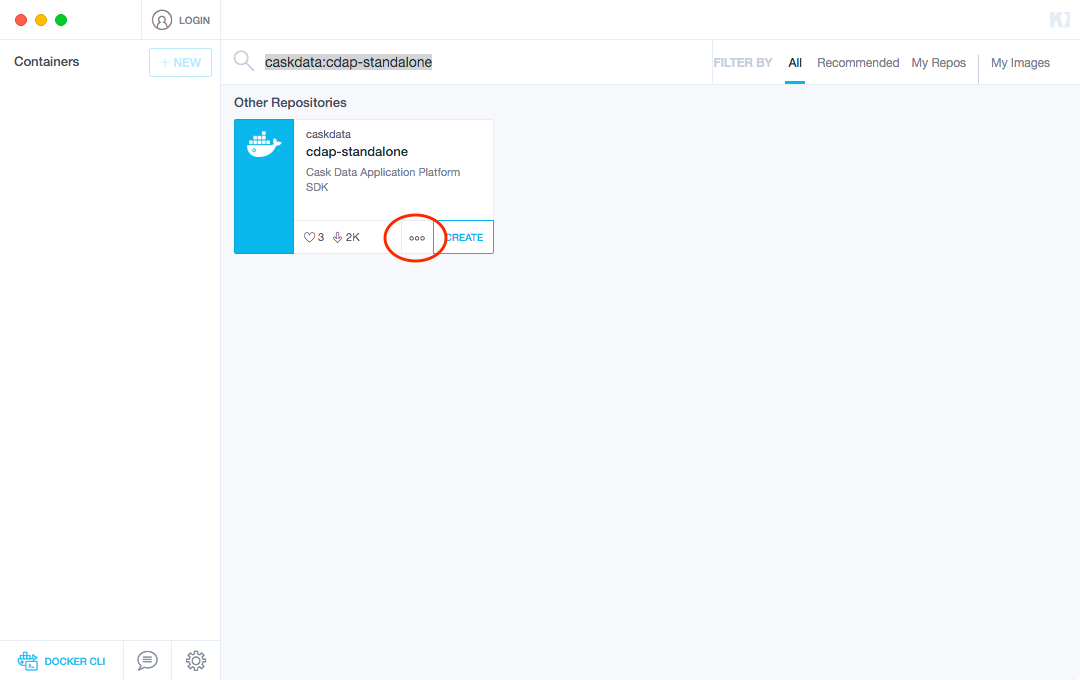 LOGIN
Containers
+ NEW
caskdata:cdap-standalone
FILTER BY All Recommended My Repos My Images
Other Repositories
caskdata
cdap-standalone
Cask Data Application Platform
SDK
3 2K CREATE
DOCKER CLI